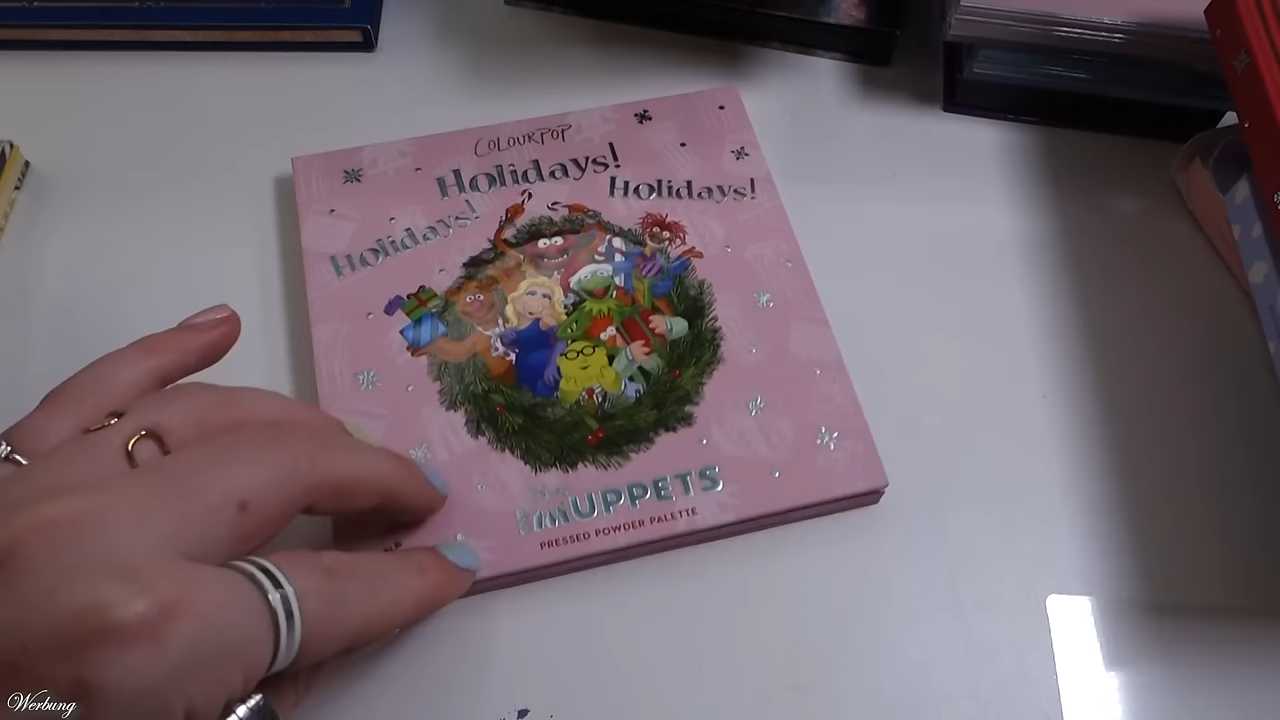 COLOURPOP
Holidays!
Holidays!
Holidays!
MUPPETS
PRESSED POWDER PALETTE
Werbung